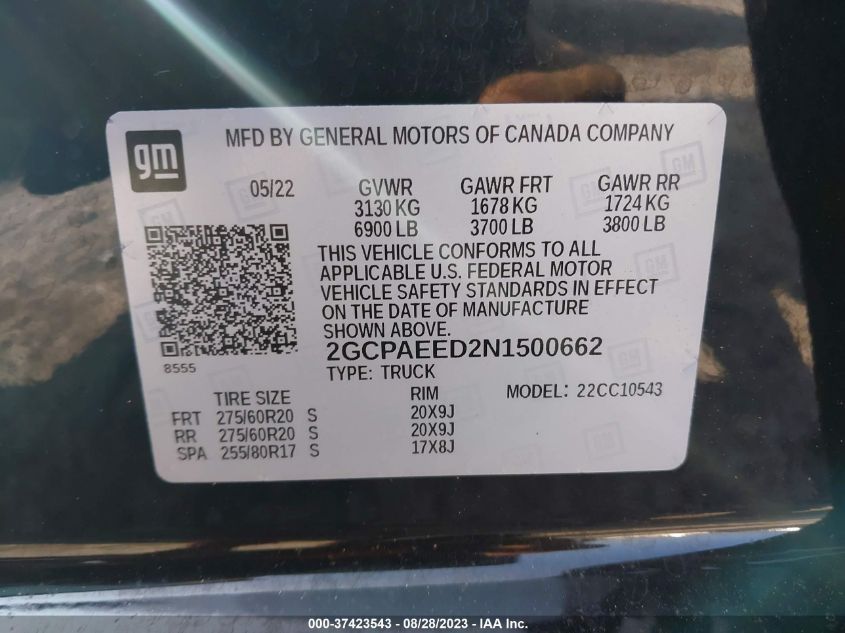 gm
MFD BY GENERAL MOTORS OF CANADA COMPANY
05/22 GVWR GAWR FRT GAWR RR
3130 KG 1678 KG 1724 KG
6900 LB 3700 LB 3800 LB
THIS VEHICLE CONFORMS TO ALL
APPLICABLE U.S. FEDERAL MOTOR
VEHICLE SAFETY STANDARDS IN EFFECT
ON THE DATE OF MANUFACTURE
SHOWN ABOVE.
8555
2GCPAEED2N1500662
TYPE: TRUCK
MODEL: 22CC10543
TIRE SIZE RIM
FRT 275/60R20 S 20X9J
RR 275/60R20 S 20X9J
SPA 255/80R17 S 17X8J
000-37423543 / 08/28/2023 - © IAA Inc.